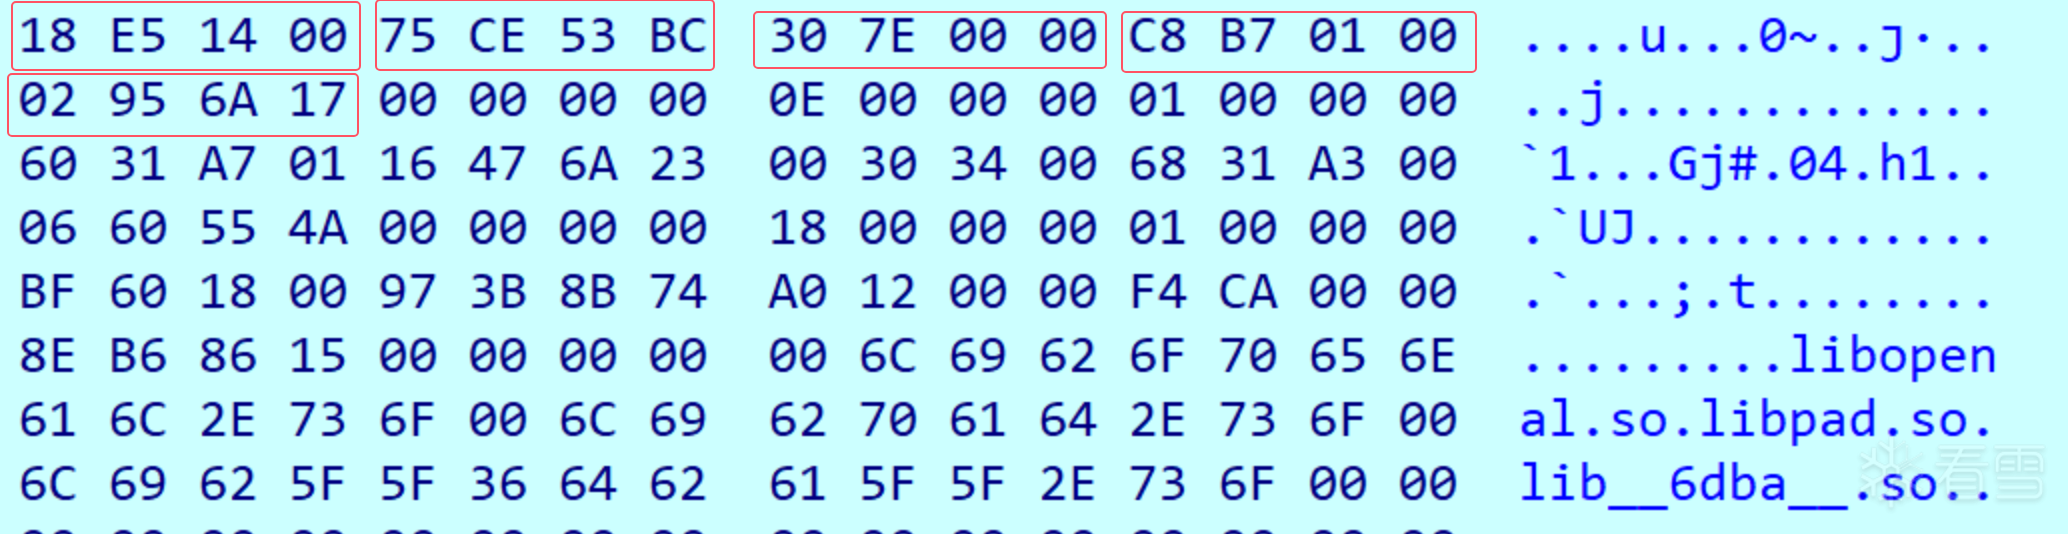 18 E5 14 00 75 CE 53 BC 30 7E 00 00 C8 B7 01 00 ....u...0~..j·..
02 95 6A 17 00 00 00 00 0E 00 00 00 01 00 00 00 ..j.............
60 31 A7 01 16 47 6A 23 00 30 34 00 68 31 A3 00 `1...Gj#.04.h1..
06 60 55 4A 00 00 00 00 18 00 00 00 01 00 00 00 .`UJ............
BF 60 18 00 97 3B 8B 74 A0 12 00 00 F4 CA 00 00 .`...;.t........
8E B6 86 15 00 00 00 00 00 6C 69 62 6F 70 65 6E .........libopen
61 6C 2E 73 6F 00 6C 69 62 70 61 64 2E 73 6F 00 al.so.libpad.so.
6C 69 62 5F 5F 36 64 62 61 5F 5F 2E 73 6F 00 00 lib__6dba__.so..
看雪